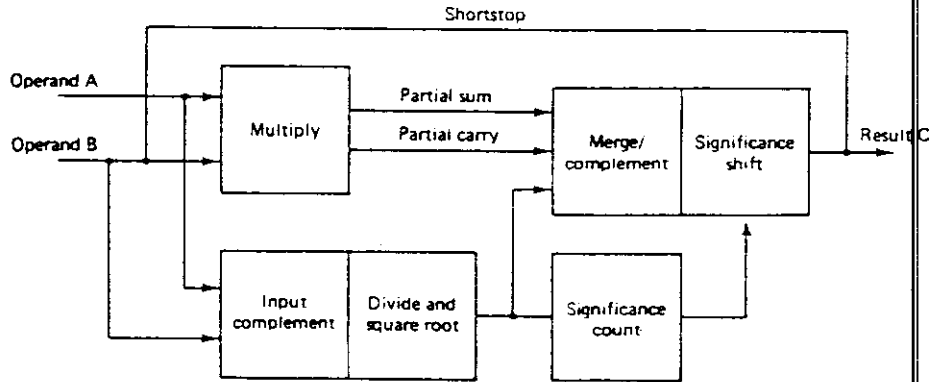 Shortstop
Operand A
Operand B
Multiply
Partial sum
Partial carry
Merge/
complement
Significance
shift
Result C
Input
complement
Divide and
square root
Significance
count